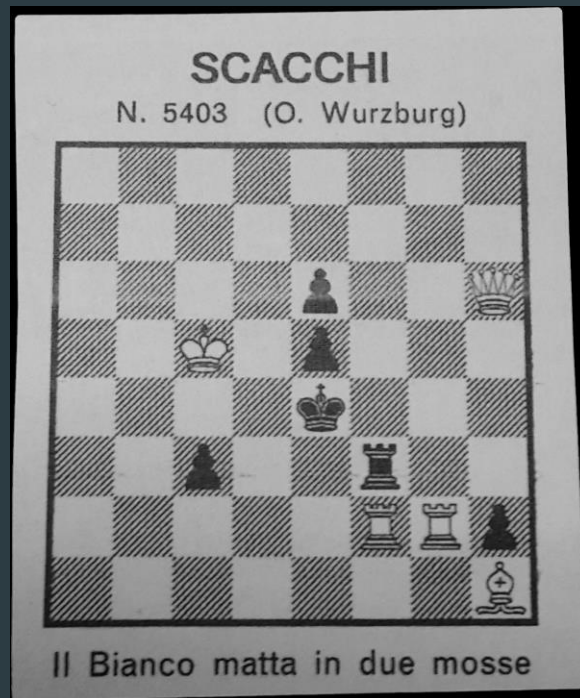 SCACCHI
N. 5403 (O. Wurzburg)
Il Bianco matta in due mosse